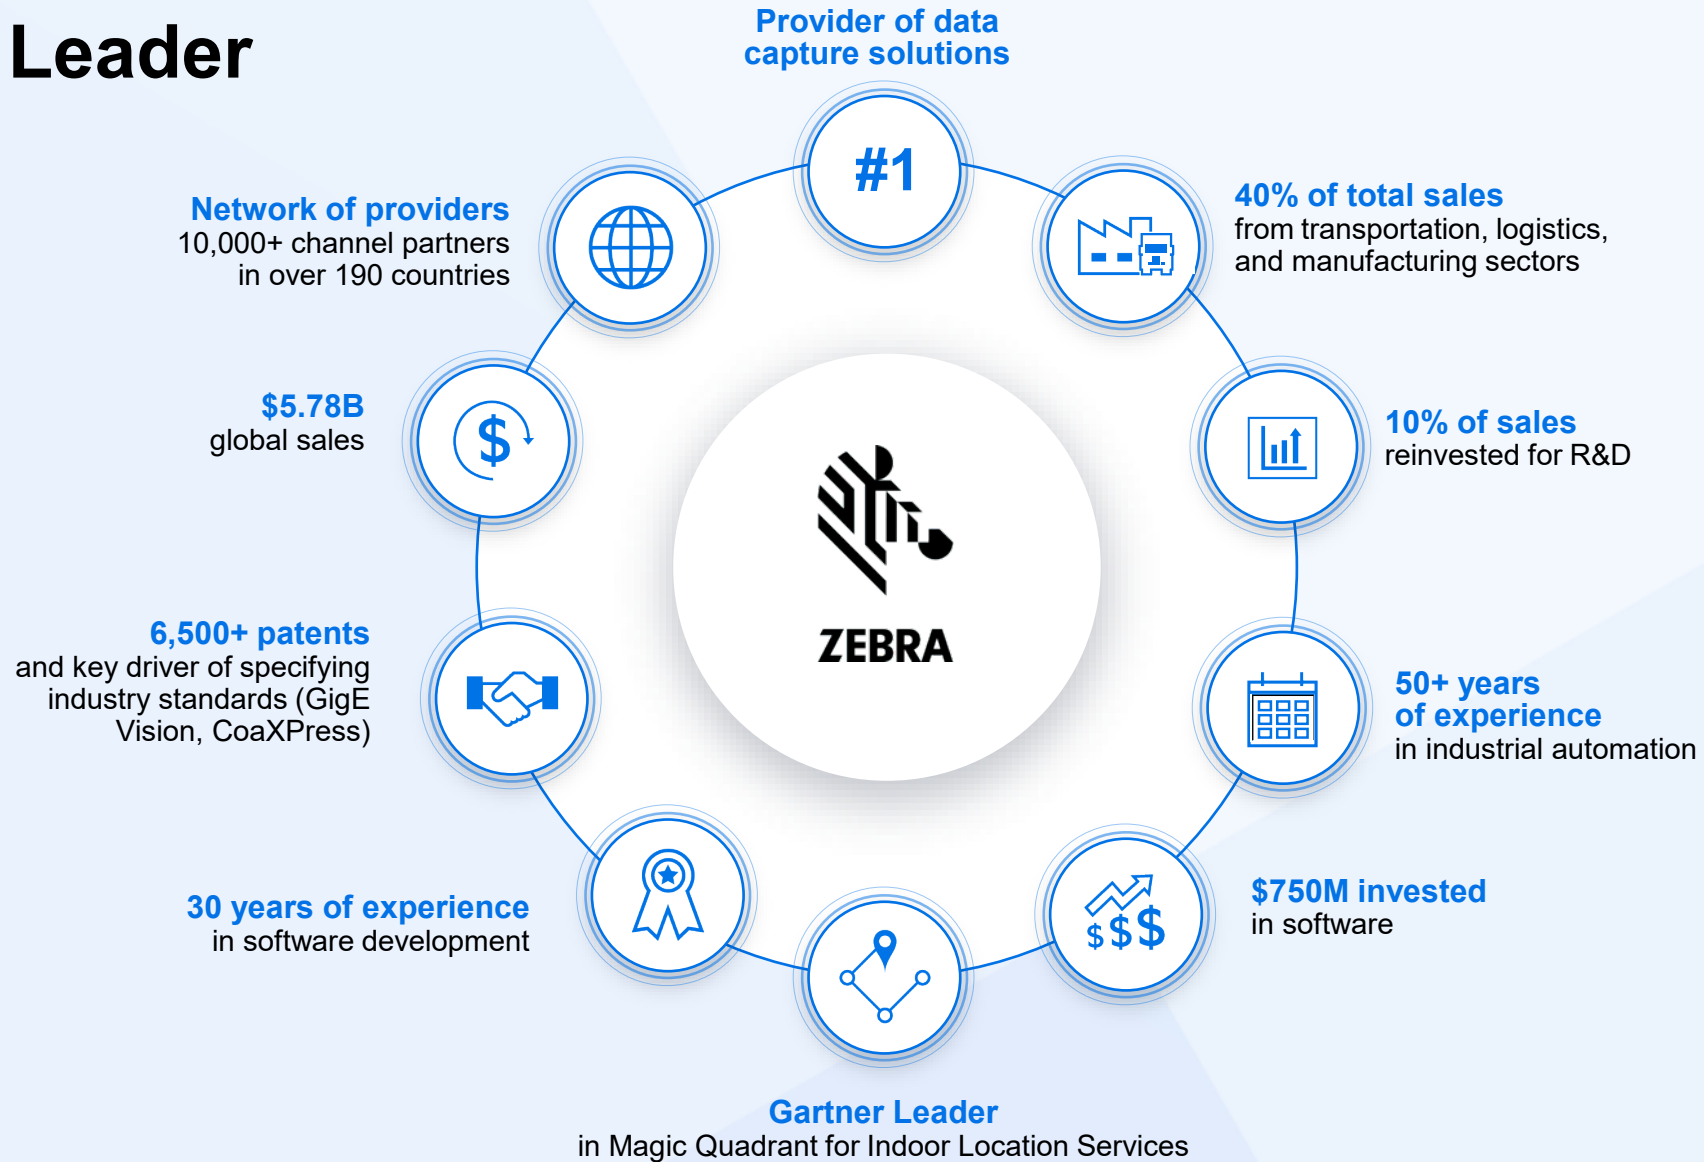 Leader
Provider of data
capture solutions
#1
40% of total sales
from transportation, logistics,
and manufacturing sectors
10% of sales
reinvested for R&D
50+ years
of experience
in industrial automation
$750M invested
in software
$$$
Gartner Leader
in Magic Quadrant for Indoor Location Services
30 years of experience
in software development
6,500+ patents
and key driver of specifying
industry standards (GigE
Vision, CoaXPress)
$5.78B
global sales
$
Network of providers
10,000+ channel partners
in over 190 countries
ZEBRA